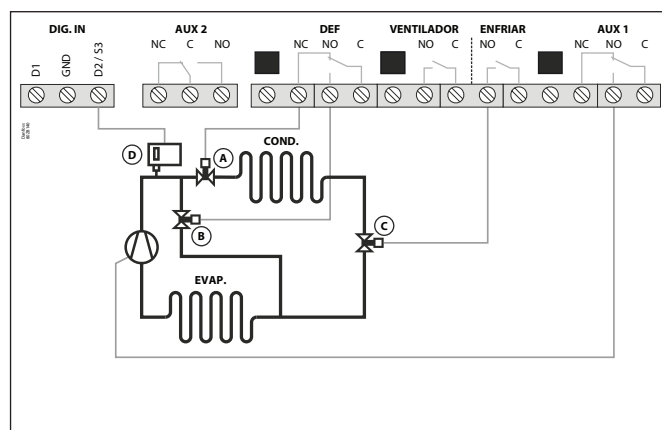 DIG. IN
AUX 2
DEF
VENTILADOR
ENFRIAR
AUX 1
D1
GND
D2 / S3
NC C NO
NC NO C
NO C
NO C
NC NO C
Danfoss
D
A
COND.
B
C
EVAP.